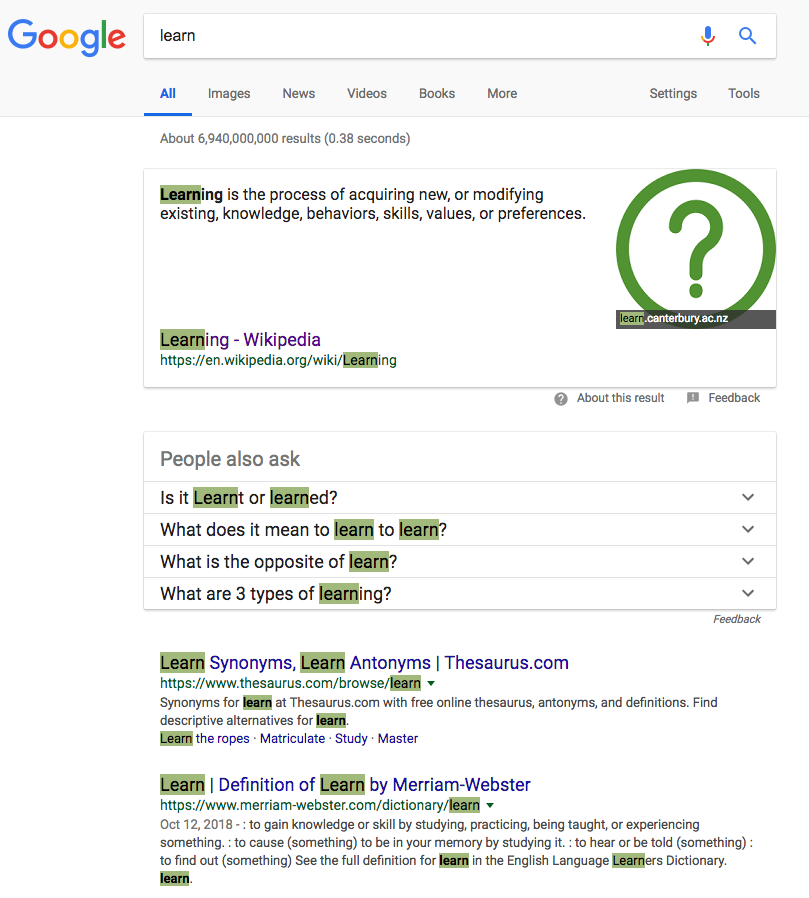 Google
learn
All Images News Videos Books More Settings Tools
About 6,940,000,000 results (0.38 seconds)
Learning is the process of acquiring new, or modifying
existing, knowledge, behaviors, skills, values, or preferences.
?
learn.canterbury.ac.nz
Learning - Wikipedia
https://en.wikipedia.org/wiki/Learning
About this result Feedback
People also ask
Is it Learnt or learned?
What does it mean to learn to learn?
What is the opposite of learn?
What are 3 types of learning?
Feedback
Learn Synonyms, Learn Antonyms | Thesaurus.com
https://www.thesaurus.com/browse/learn
Synonyms for learn at Thesaurus.com with free online thesaurus, antonyms, and definitions. Find
descriptive alternatives for learn.
Learn the ropes · Matriculate · Study · Master
Learn | Definition of Learn by Merriam-Webster
https://www.merriam-webster.com/dictionary/learn
Oct 12, 2018 - : to gain knowledge or skill by studying, practicing, being taught, or experiencing
something. : to cause (something) to be in your memory by studying it. : to hear or be told (something) :
to find out (something) See the full definition for learn in the English Language Learners Dictionary.
learn.